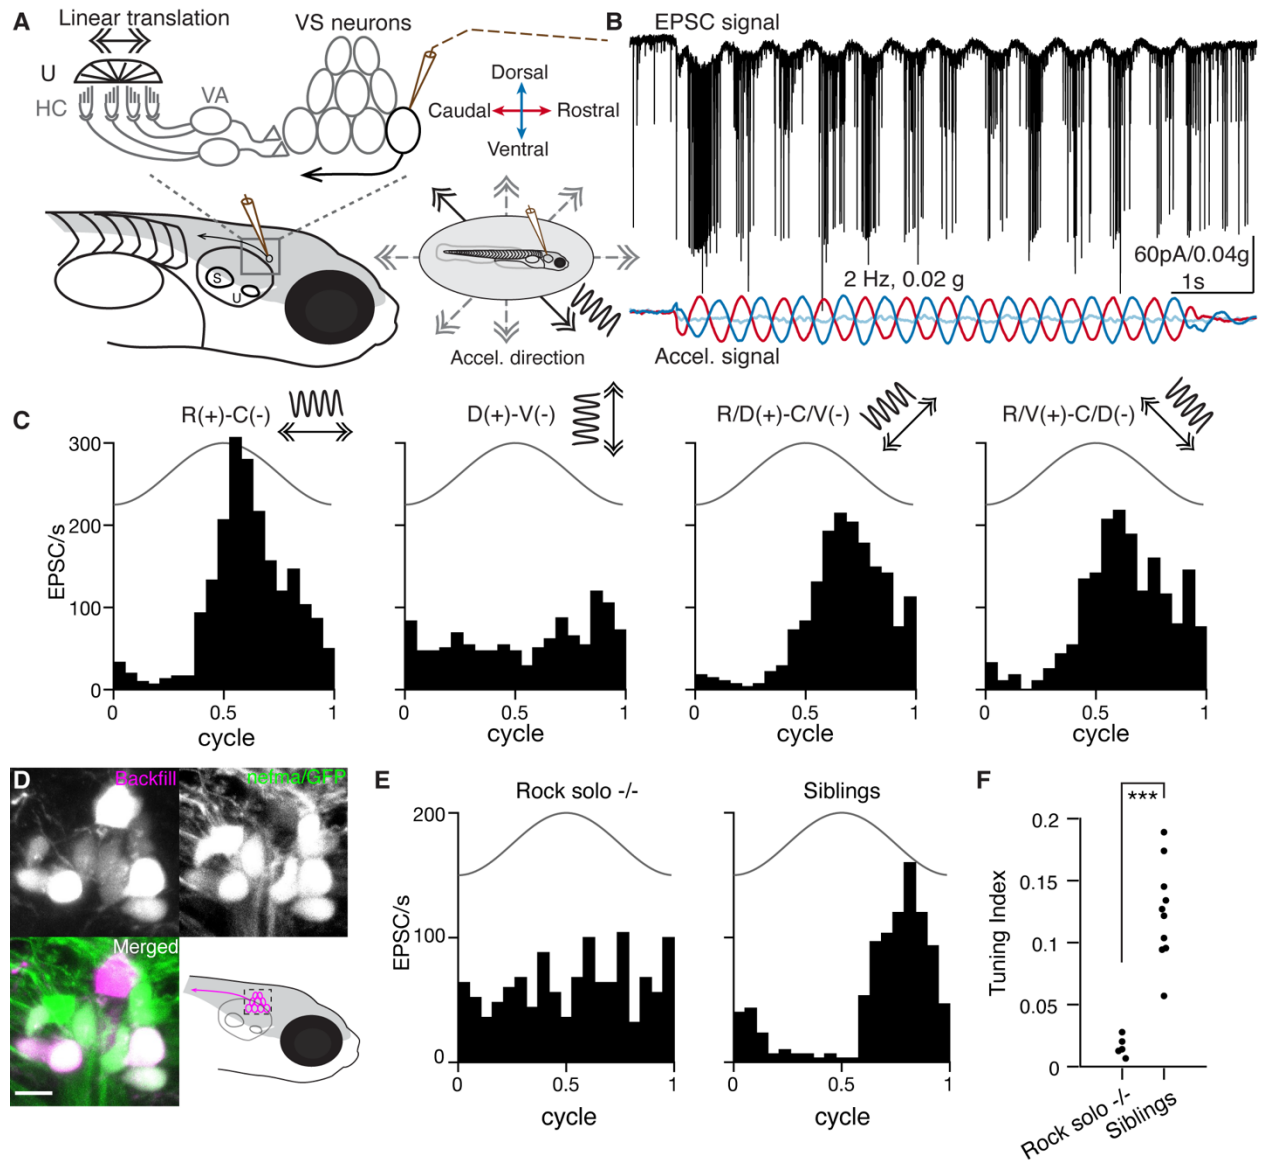 A
Linear translation
VS neurons
U
HC
VA
Dorsal
Caudal
Rostral
Ventral
S
U
Accel. direction
B
EPSC signal
60pA/0.04g
1s
2 Hz, 0.02 g
Accel. signal
C
R(+)-C(-)
D(+)-V(-)
R/D(+)-C/V(-)
R/V(+)-C/D(-)
EPSC/s
300
200
100
0
0 0.5 1
cycle
0 0.5 1
cycle
0 0.5 1
cycle
0 0.5 1
cycle
D
Backfill
nefma/GFP
Merged
E
Rock solo -/-
Siblings
EPSC/s
200
100
0
0 0.5 1
cycle
0 0.5 1
cycle
F
***
Tuning Index
0.2
0.15
0.1
0.05
0
Rock solo -/-
Siblings